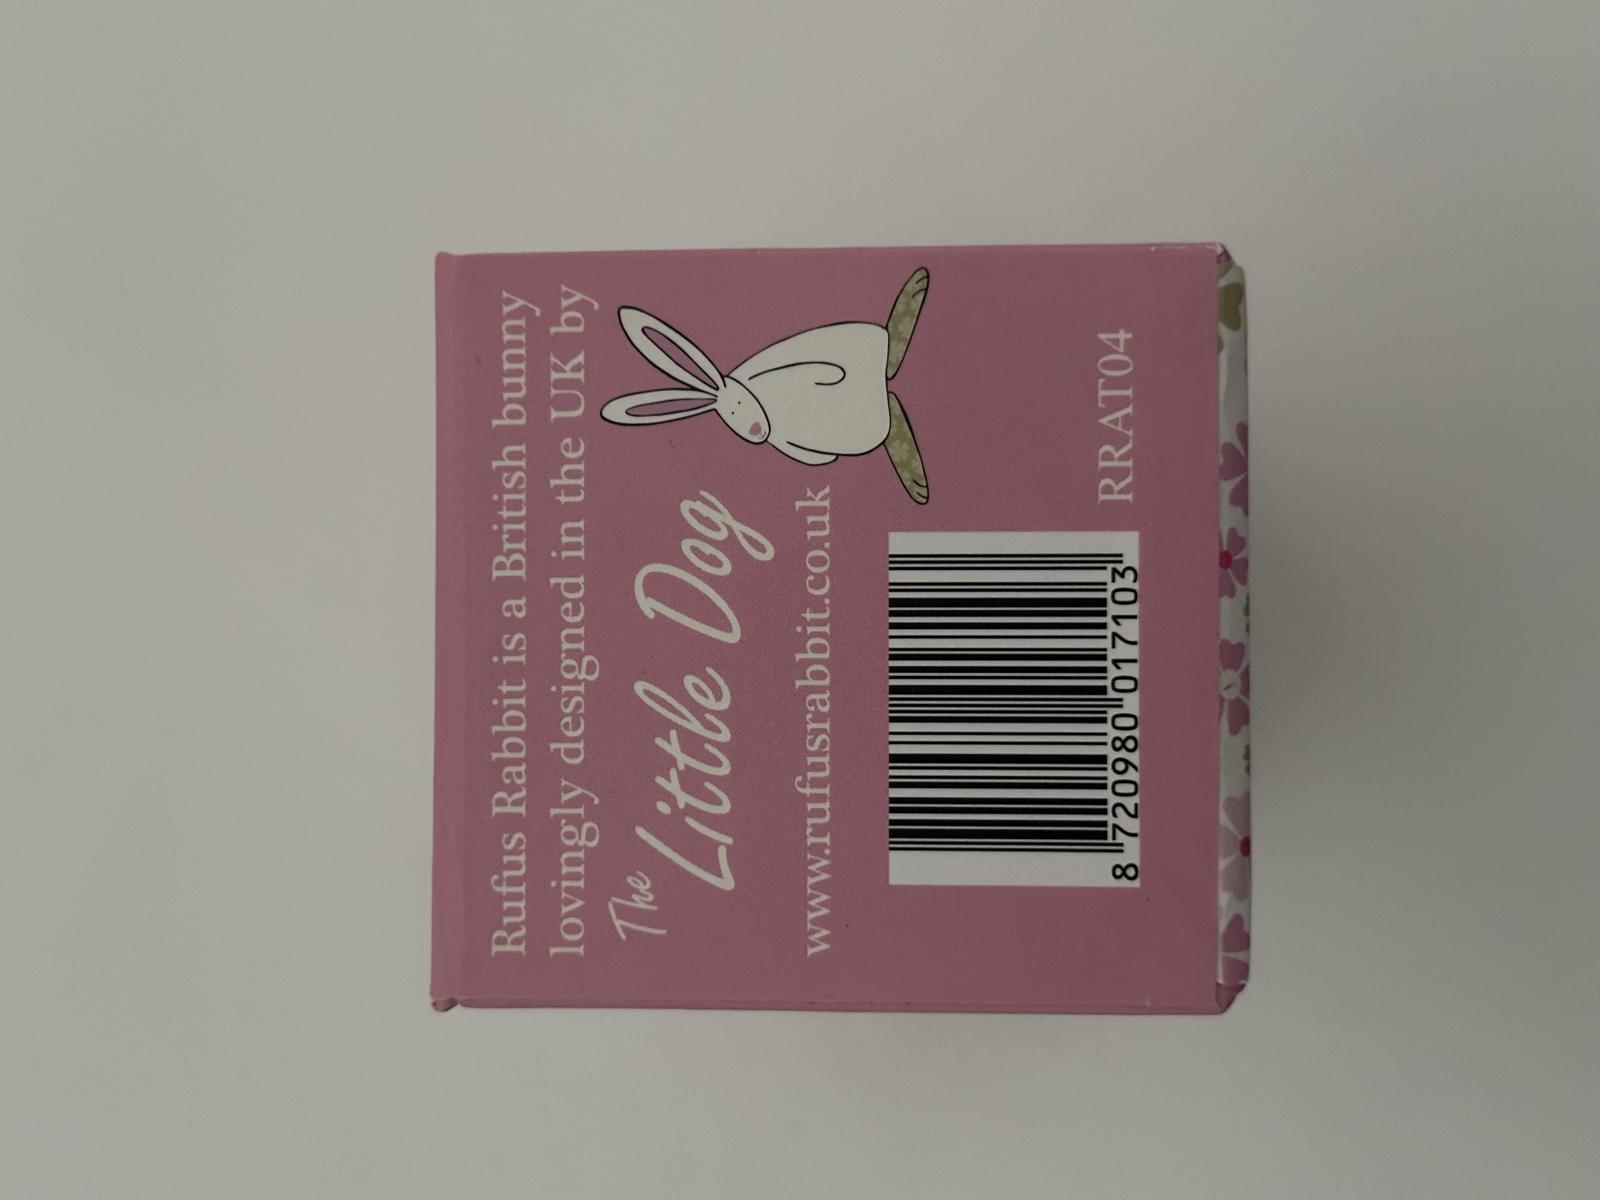 Rufus Rabbit is a British bunny
lovingly designed in the UK by
The
Little Dog
www.rufusrabbit.co.uk
8 720980 017103
RRAT04